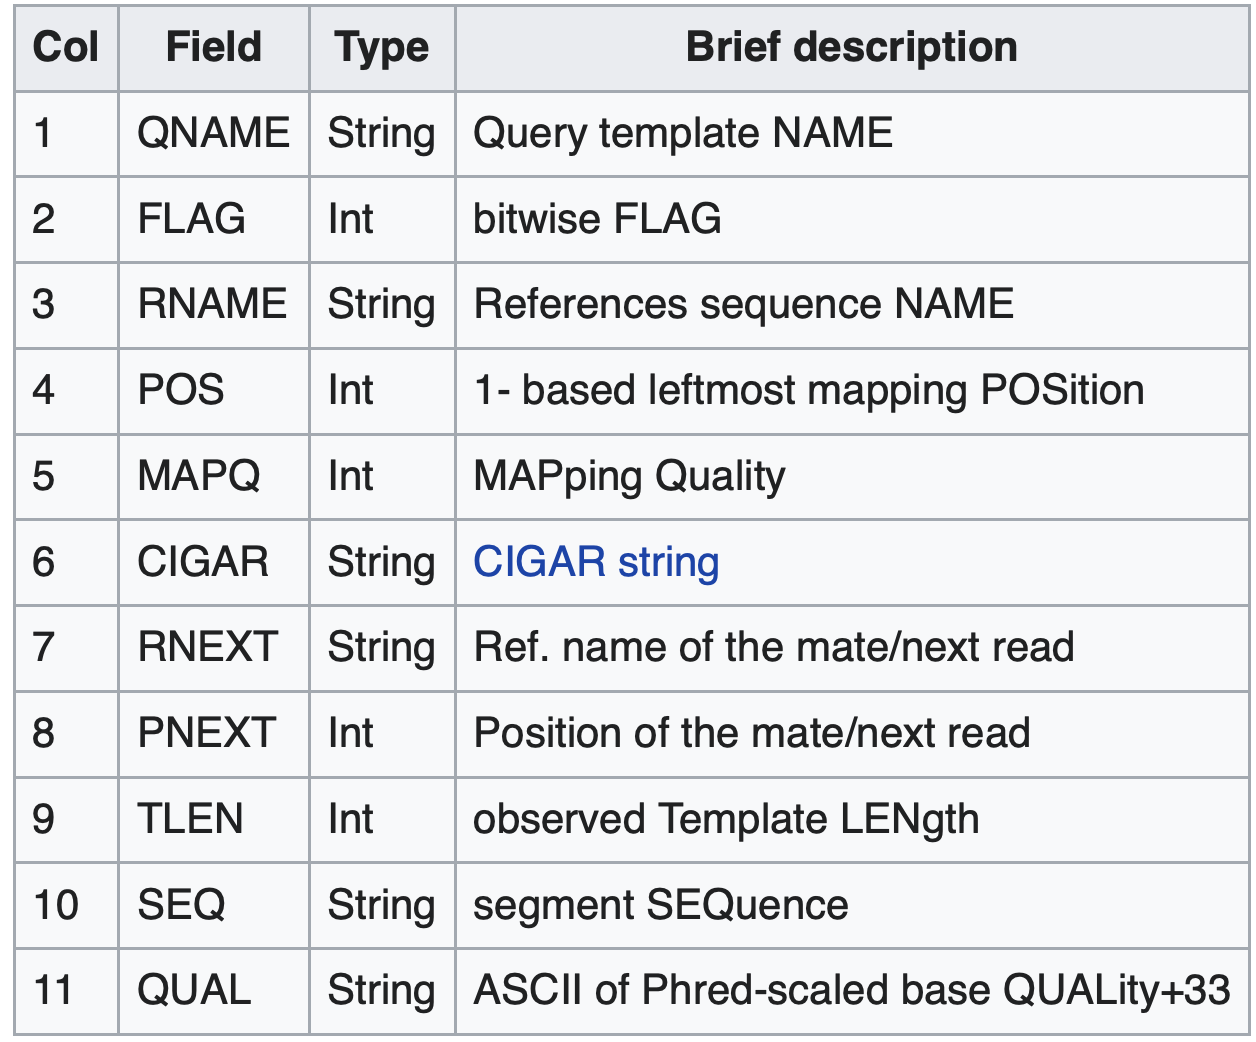 Col Field Type Brief description
1 QNAME String Query template NAME
2 FLAG Int bitwise FLAG
3 RNAME String References sequence NAME
4 POS Int 1- based leftmost mapping POSition
5 MAPQ Int MAPping Quality
6 CIGAR String CIGAR string
7 RNEXT String Ref. name of the mate/next read
8 PNEXT Int Position of the mate/next read
9 TLEN Int observed Template LENgth
10 SEQ String segment SEQuence
11 QUAL String ASCII of Phred-scaled base QUALity+33